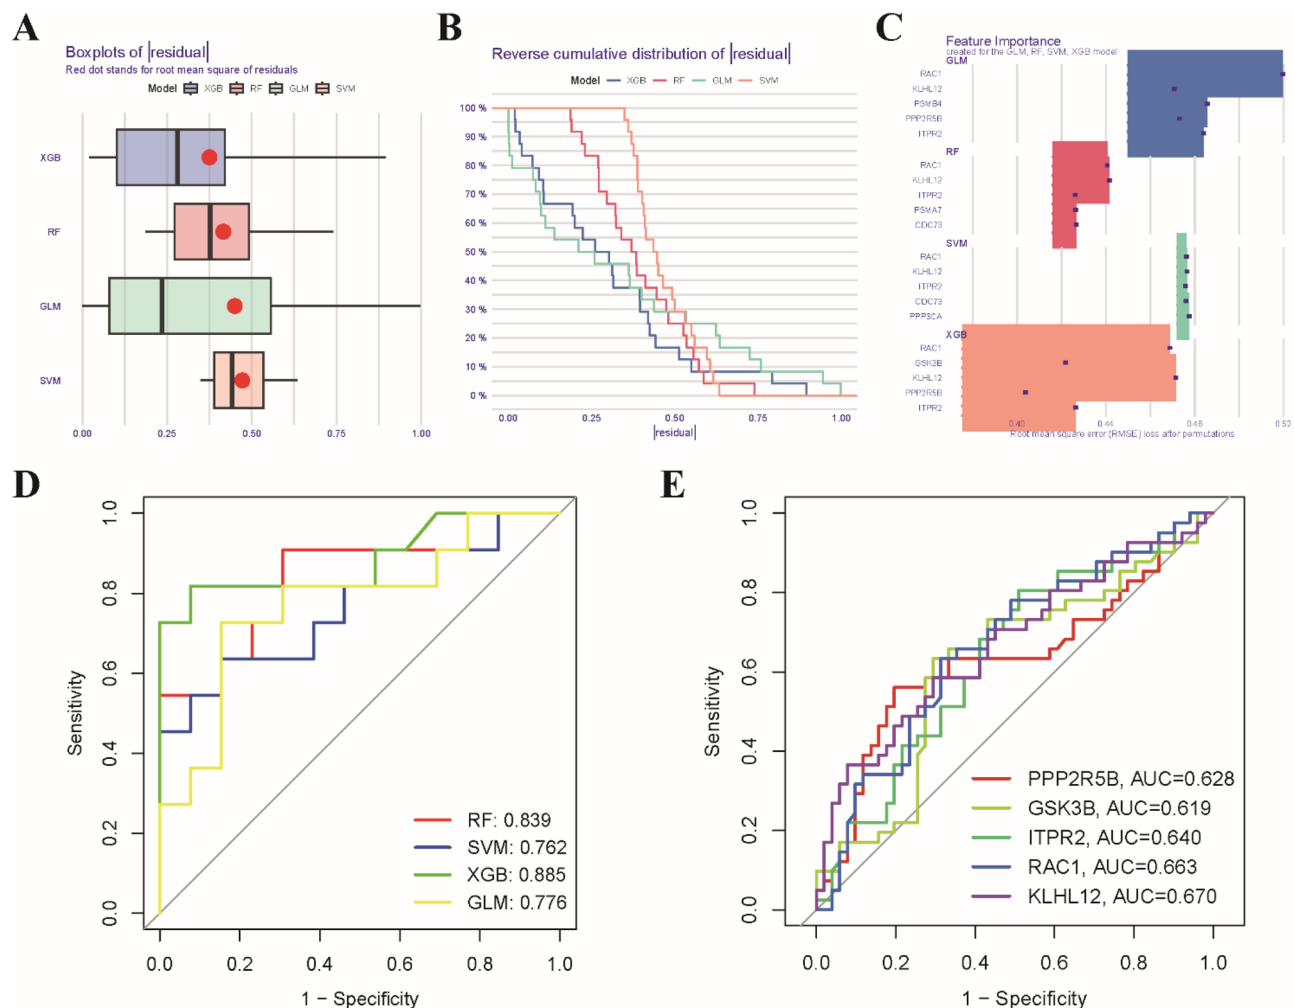 A
Boxplots of |residual|
Red dot stands for root mean square of residuals
Model XGB RF GLM SVM
XGB
RF
GLM
SVM
0.00 0.25 0.50 0.75 1.00
B
Reverse cumulative distribution of |residual|
Model XGB RF GLM SVM
100 %
90 %
80 %
70 %
60 %
50 %
40 %
30 %
20 %
10 %
0 %
0.00 0.25 0.50 0.75 1.00
|residual|
C
Feature Importance
created for the GLM, RF, SVM, XGB model
GLM
RAC1
KLHL12
PSMB4
PPP2R5B
ITPR2
RF
RAC1
KLHL12
ITPR2
PSMA7
CDC73
SVM
RAC1
KLHL12
ITPR2
CDC73
PPP3CA
XGB
RAC1
GSK3B
KLHL12
PPP2R5B
ITPR2
0.40 0.44 0.48 0.52
Root mean square error (RMSE) loss after permutations
D
Sensitivity
1.0
0.8
0.6
0.4
0.2
0.0
RF: 0.839
SVM: 0.762
XGB: 0.885
GLM: 0.776
0.0 0.2 0.4 0.6 0.8 1.0
1 − Specificity
E
Sensitivity
1.0
0.8
0.6
0.4
0.2
0.0
PPP2R5B, AUC=0.628
GSK3B, AUC=0.619
ITPR2, AUC=0.640
RAC1, AUC=0.663
KLHL12, AUC=0.670
0.0 0.2 0.4 0.6 0.8 1.0
1 − Specificity